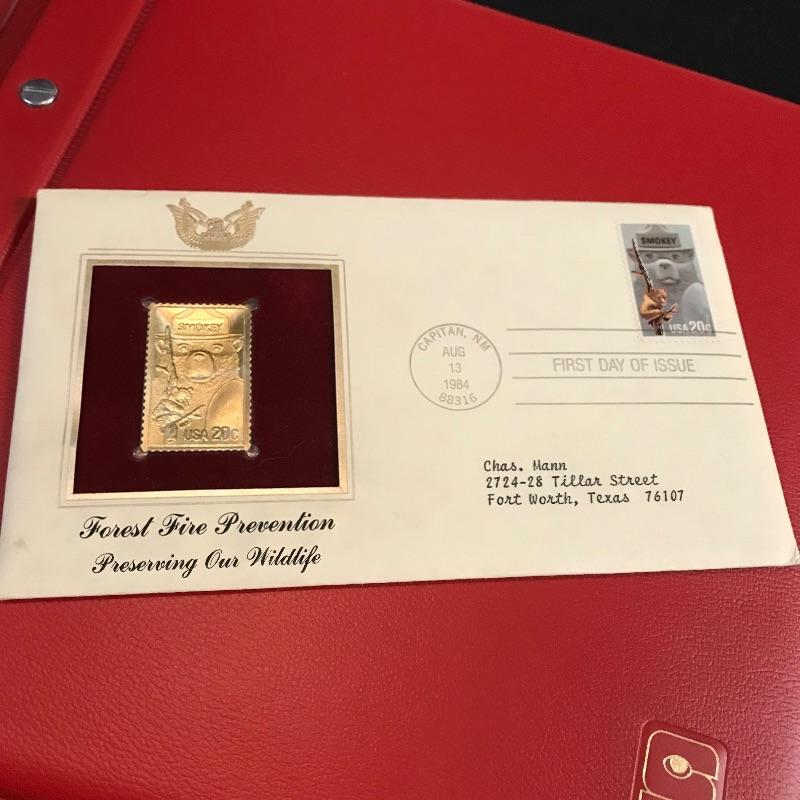 SMOKEY
USA 20c
Forest Fire Prevention
Preserving Our Wildlife
SMOKEY
USA 20c
CAPITAN, NM
AUG
13
1984
88316
FIRST DAY OF ISSUE
Chas. Mann
2724-28 Tillar Street
Fort Worth, Texas 76107